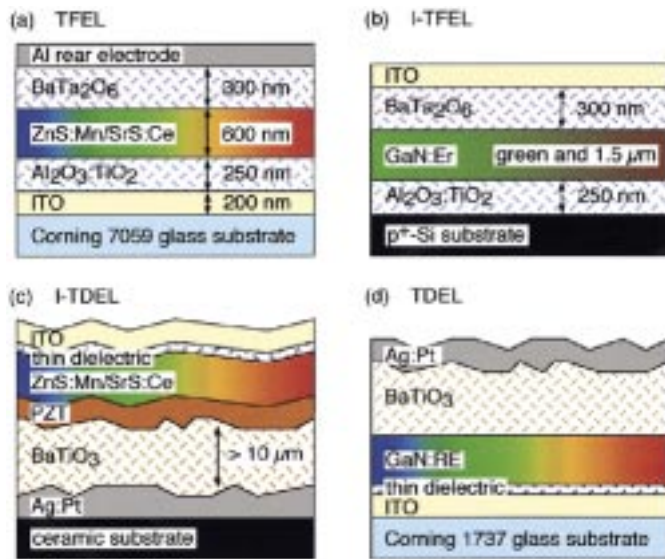 (a) TFEL
Al rear electrode
BaTa2O6
300 nm
ZnS:Mn/SrS:Ce
600 nm
Al2O3:TiO2
250 nm
ITO
200 nm
Corning 7059 glass substrate
(b) I-TFEL
ITO
BaTa2O6
300 nm
GaN:Er
green and 1.5 μm
Al2O3:TiO2
250 nm
p+-Si substrate
(c) I-TDEL
ITO
thin dielectric
ZnS:Mn/SrS:Ce
PZT
BaTiO3
> 10 μm
Ag:Pt
ceramic substrate
(d) TDEL
Ag:Pt
BaTiO3
GaN:RE
thin dielectric
ITO
Corning 1737 glass substrate